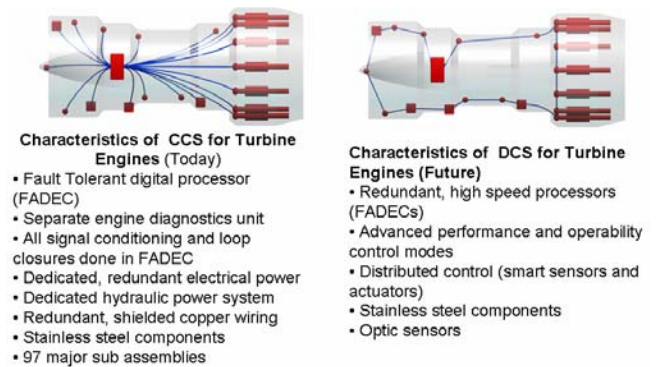 Characteristics of CCS for Turbine
Engines (Today)
• Fault Tolerant digital processor
(FADEC)
• Separate engine diagnostics unit
• All signal conditioning and loop
closures done in FADEC
• Dedicated, redundant electrical power
• Dedicated hydraulic power system
• Redundant, shielded copper wiring
• Stainless steel components
• 97 major sub assemblies
Characteristics of DCS for Turbine
Engines (Future)
• Redundant, high speed processors
(FADECs)
• Advanced performance and operability
control modes
• Distributed control (smart sensors and
actuators)
• Stainless steel components
• Optic sensors